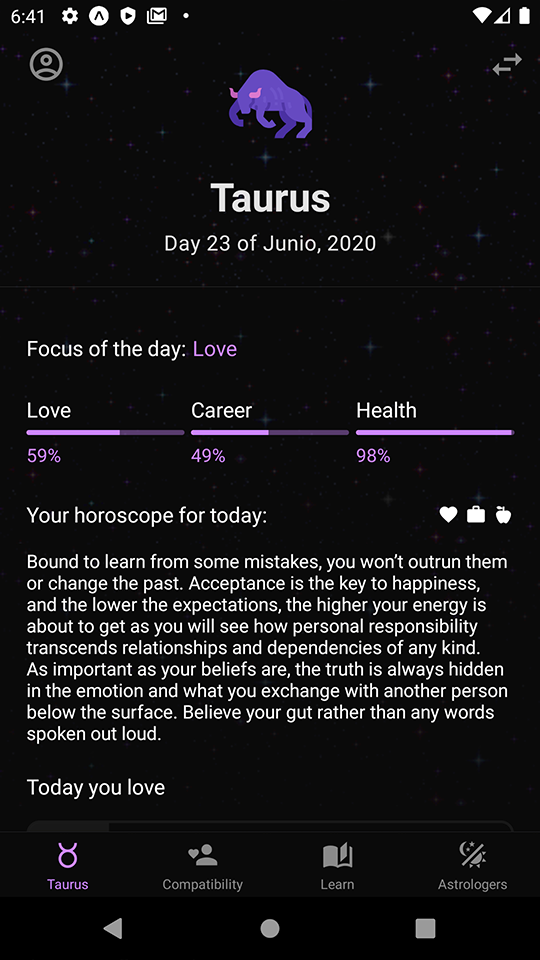 6:41
Taurus
Day 23 of Junio, 2020
Focus of the day: Love
Love Career Health
59% 49% 98%
Your horoscope for today:
Bound to learn from some mistakes, you won’t outrun them
or change the past. Acceptance is the key to happiness,
and the lower the expectations, the higher your energy is
about to get as you will see how personal responsibility
transcends relationships and dependencies of any kind.
As important as your beliefs are, the truth is always hidden
in the emotion and what you exchange with another person
below the surface. Believe your gut rather than any words
spoken out loud.
Today you love
Taurus Compatibility Learn Astrologers